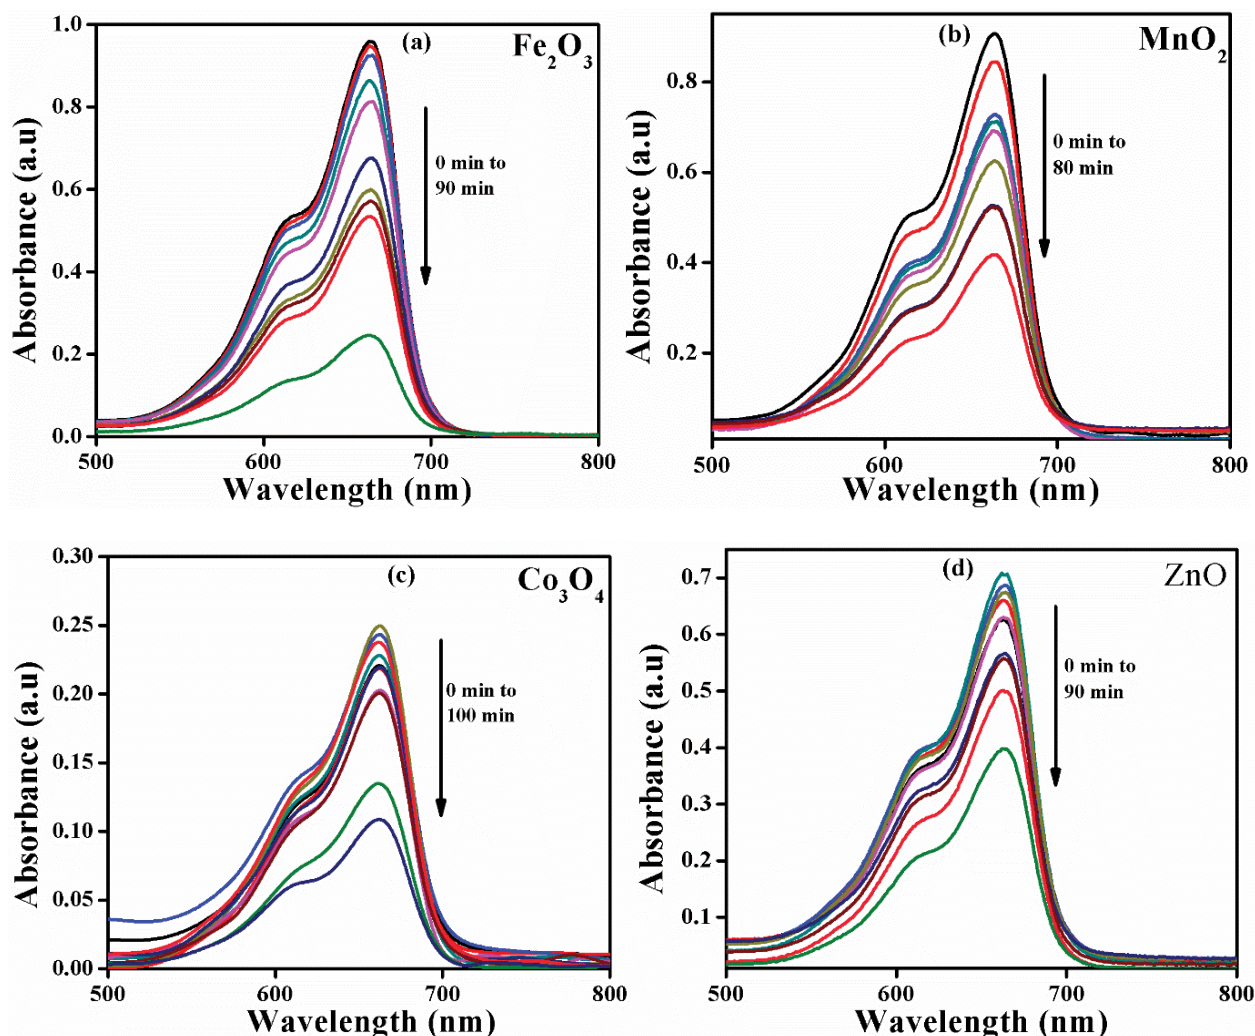 (a)
Fe₂O₃
1.0
0.8
0.6
0.4
0.2
0.0
Absorbance (a.u)
0 min to
90 min
500
600
700
800
Wavelength (nm)
(b)
MnO₂
0.8
0.6
0.4
0.2
Absorbance (a.u)
0 min to
80 min
500
600
700
800
Wavelength (nm)
(c)
Co₃O₄
0.30
0.25
0.20
0.15
0.10
0.05
0.00
Absorbance (a.u)
0 min to
100 min
500
600
700
800
Wavelength (nm)
(d)
ZnO
0.7
0.6
0.5
0.4
0.3
0.2
0.1
Absorbance (a.u)
0 min to
90 min
500
600
700
800
Wavelength (nm)